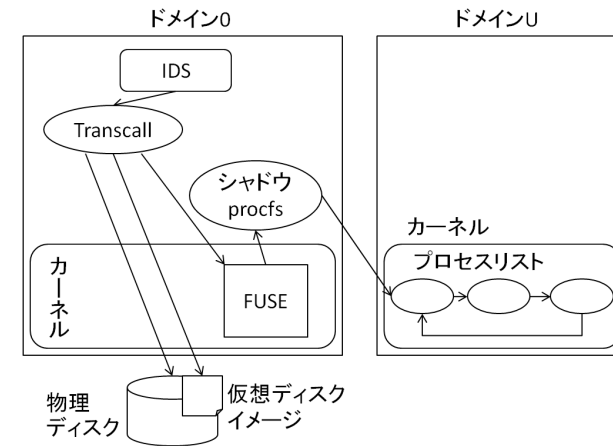 ドメイン0
ドメインU
IDS
Transcall
シャドウ
procfs
カーネル
FUSE
カーネル
プロセスリスト
物理
ディスク
仮想ディスク
イメージ